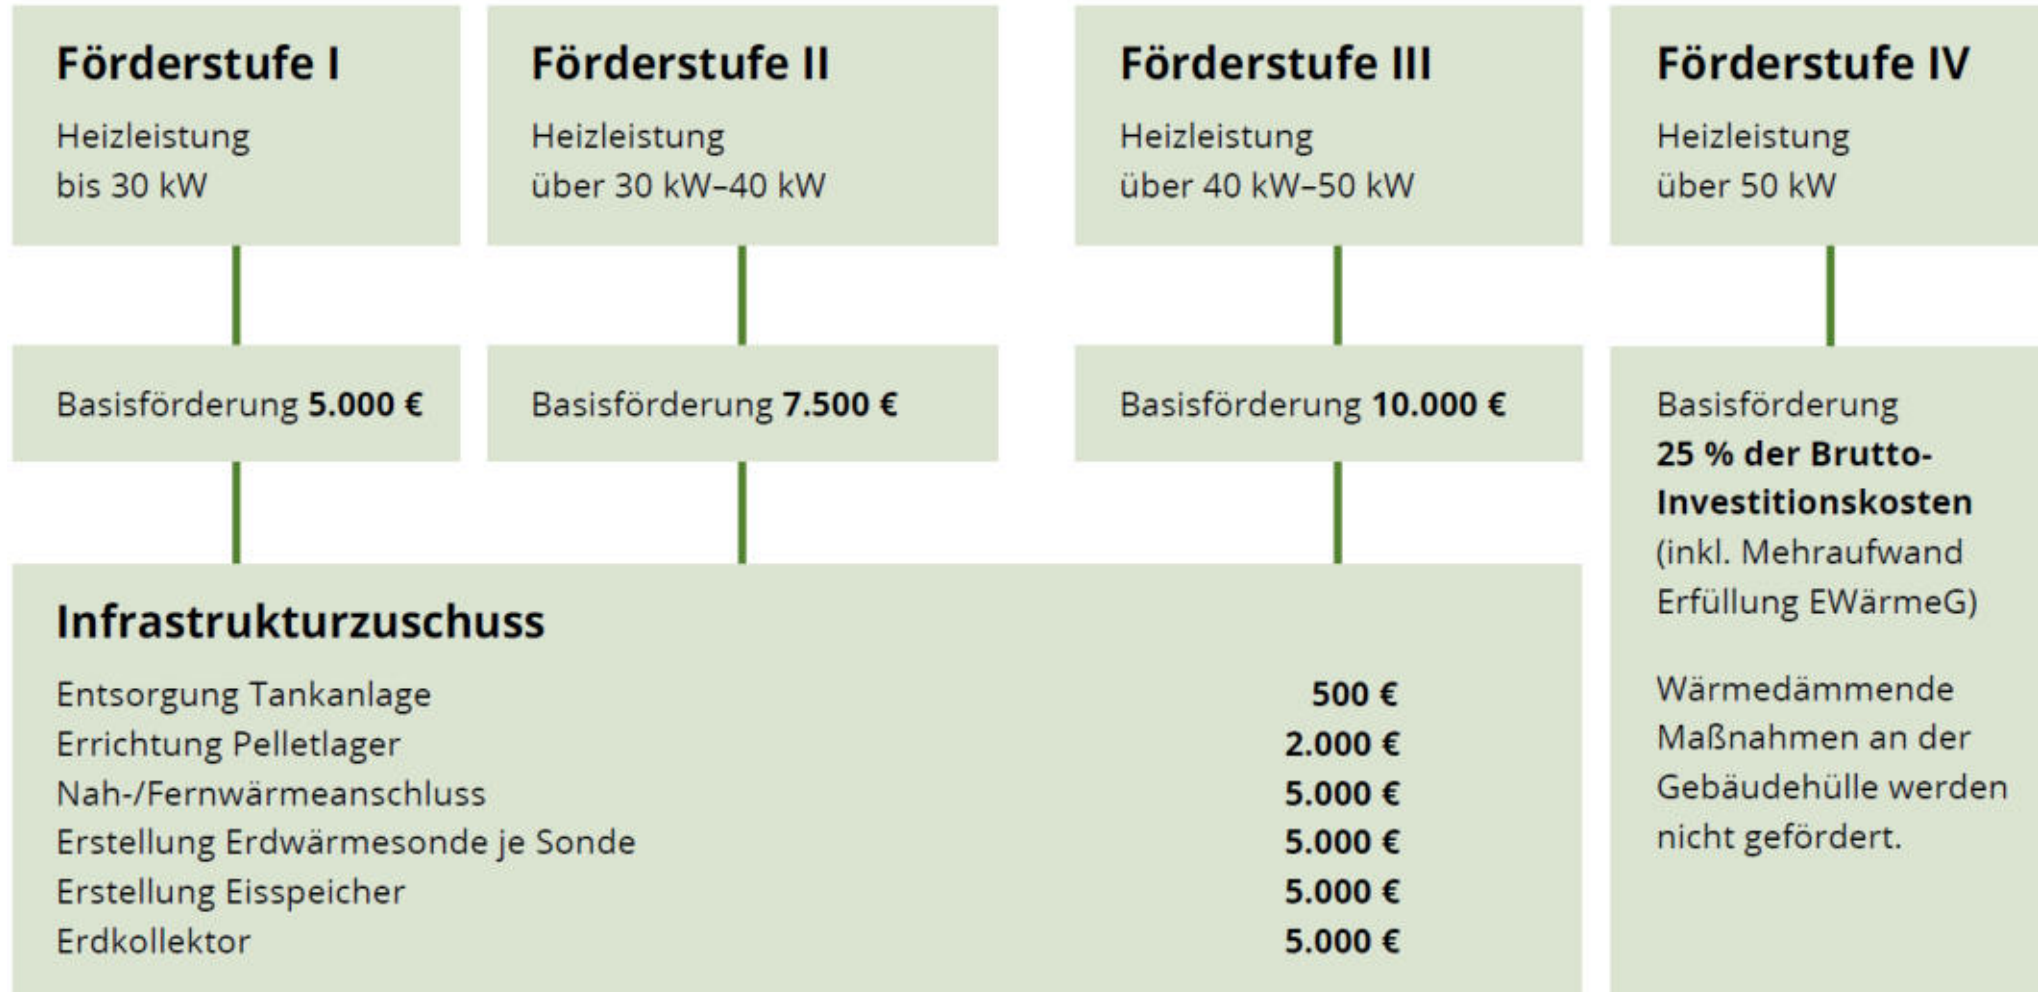 Förderstufe I
Heizleistung
bis 30 kW
Basisförderung 5.000 €
Förderstufe II
Heizleistung
über 30 kW–40 kW
Basisförderung 7.500 €
Förderstufe III
Heizleistung
über 40 kW–50 kW
Basisförderung 10.000 €
Infrastrukturzuschuss
Entsorgung Tankanlage 500 €
Errichtung Pelletlager 2.000 €
Nah-/Fernwärmeanschluss 5.000 €
Erstellung Erdwärmesonde je Sonde 5.000 €
Erstellung Eisspeicher 5.000 €
Erdkollektor 5.000 €
Förderstufe IV
Heizleistung
über 50 kW
Basisförderung
25 % der Brutto-
Investitionskosten
(inkl. Mehraufwand
Erfüllung EWärmeG)
Wärmedämmende
Maßnahmen an der
Gebäudehülle werden
nicht gefördert.